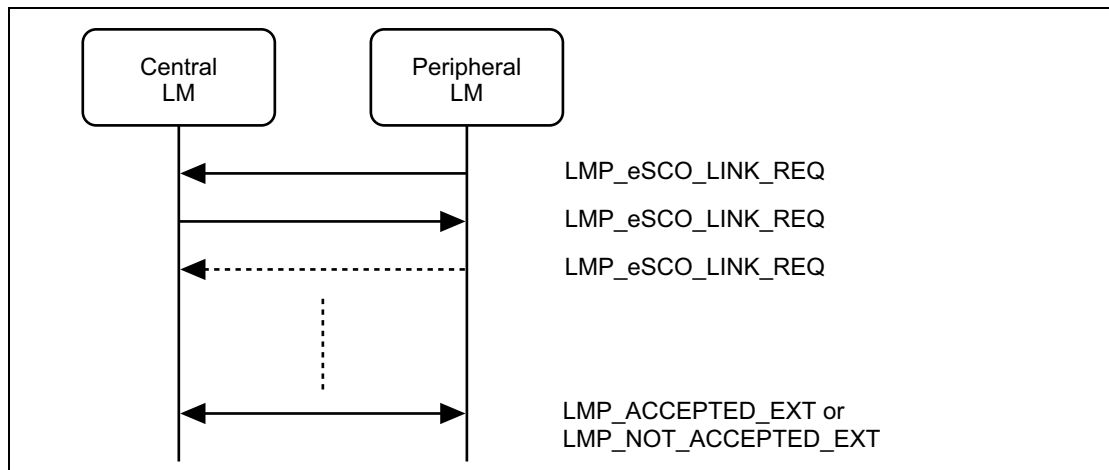 Central
LM
Peripheral
LM
LMP_eSCO_LINK_REQ
LMP_eSCO_LINK_REQ
LMP_eSCO_LINK_REQ
LMP_ACCEPTED_EXT or
LMP_NOT_ACCEPTED_EXT